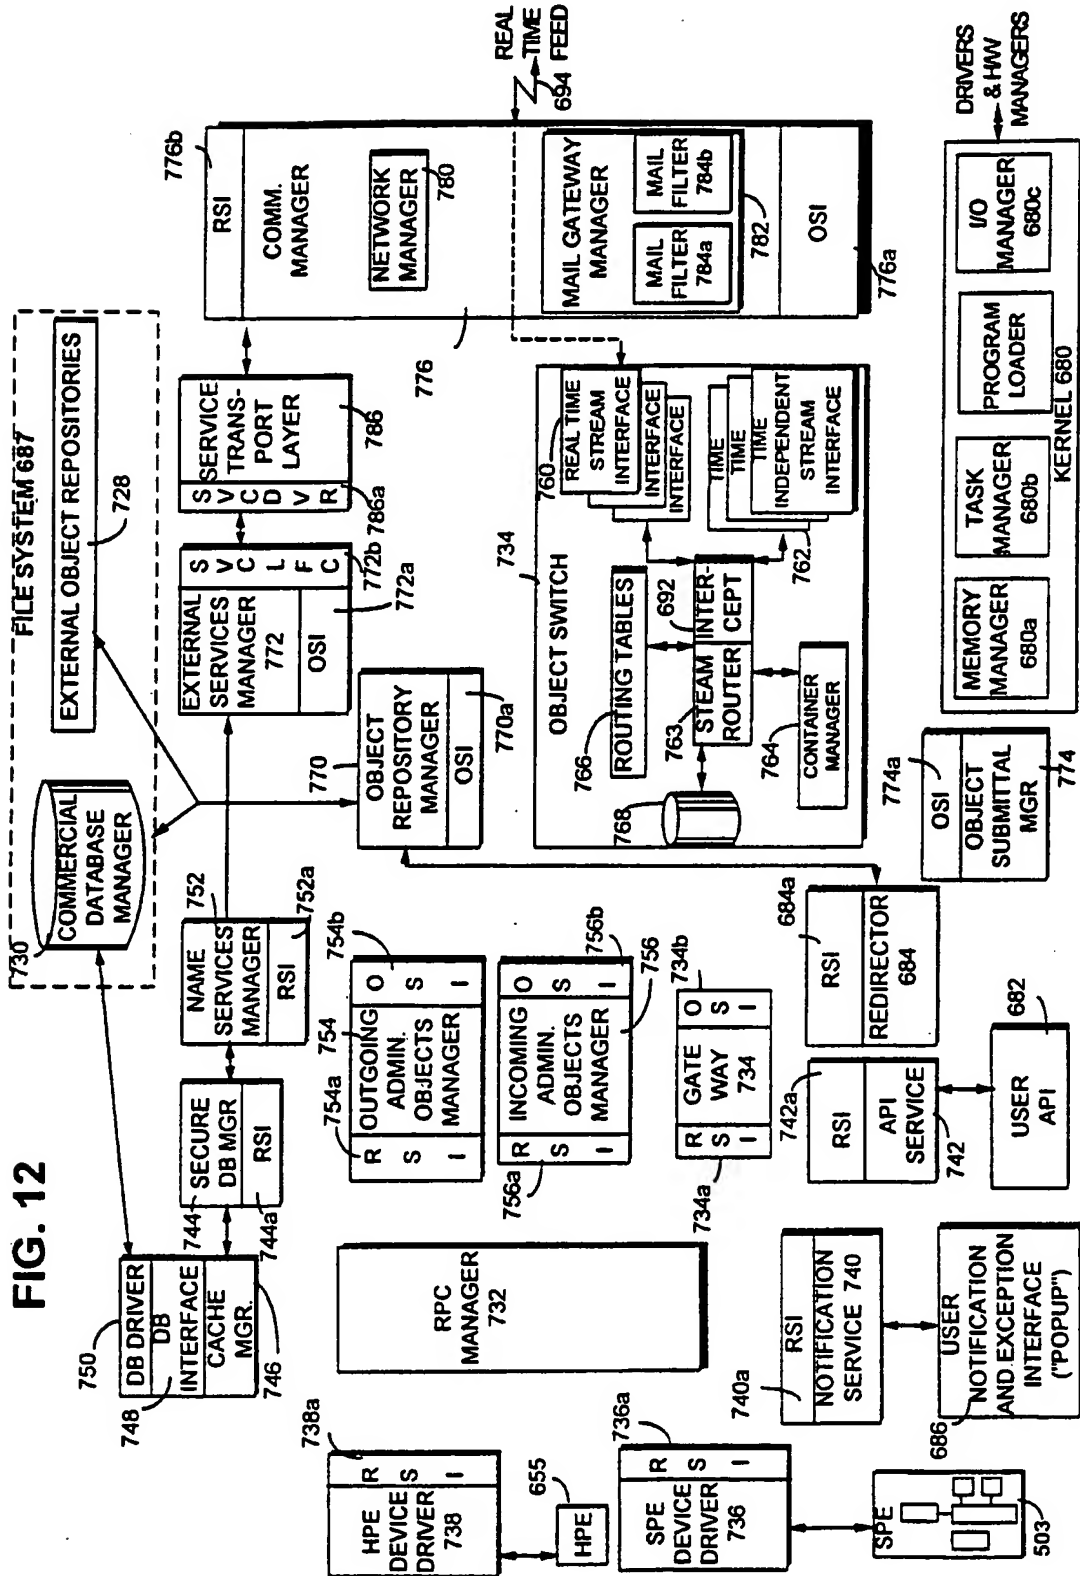 FIG. 12
FILE SYSTEM 687
EXTERNAL OBJECT REPOSITORIES
728
COMMERCIAL
DATABASE
MANAGER
730
750
DB DRIVER
DB
INTERFACE
CACHE
MGR.
748
746
744
SECURE
DB MGR
RSI
744a
NAME
SERVICES
MANAGER
752
RSI
752a
EXTERNAL
SERVICES
MANAGER
772
OSI
S
V
C
L
F
C
772b
772a
S
V
C
D
V
R
786a
SERVICE
TRANS-
PORT
LAYER
786
776b
RSI
COMM.
MANAGER
NETWORK
MANAGER
780
776
MAIL GATEWAY
MANAGER
MAIL
FILTER
784a
MAIL
FILTER
784b
782
OSI
776a
REAL
TIME
FEED
694
738a
HPE
DEVICE
DRIVER
738
R
S
I
655
HPE
736a
SPE
DEVICE
DRIVER
736
R
S
I
SPE
503
RPC
MANAGER
732
754a
754
754b
R
S
I
OUTGOING
ADMIN.
OBJECTS
MANAGER
O
S
I
756a
R
S
I
INCOMING
ADMIN.
OBJECTS
MANAGER
O
S
I
756b
756
734a
R
S
I
GATE
WAY
734
O
S
I
734b
770
OBJECT
REPOSITORY
MANAGER
OSI
770a
734
OBJECT SWITCH
768
766
ROUTING TABLES
763
STEAM
ROUTER
692
INTER-
CEPT
764
CONTAINER
MANAGER
760
REAL TIME
STREAM
INTERFACE
INTERFACE
INTERFACE
762
TIME
TIME
TIME
INDEPENDENT
STREAM
INTERFACE
740a
RSI
NOTIFICATION
SERVICE 740
686
USER
NOTIFICATION
AND EXCEPTION
INTERFACE
("POPUP")
742a
RSI
API
SERVICE
742
682
USER
API
684a
RSI
REDIRECTOR
684
774a
OSI
OBJECT
SUBMITTAL
MGR
774
MEMORY
MANAGER
680a
TASK
MANAGER
680b
PROGRAM
LOADER
I/O
MANAGER
680c
KERNEL 680
DRIVERS
& H/W
MANAGERS